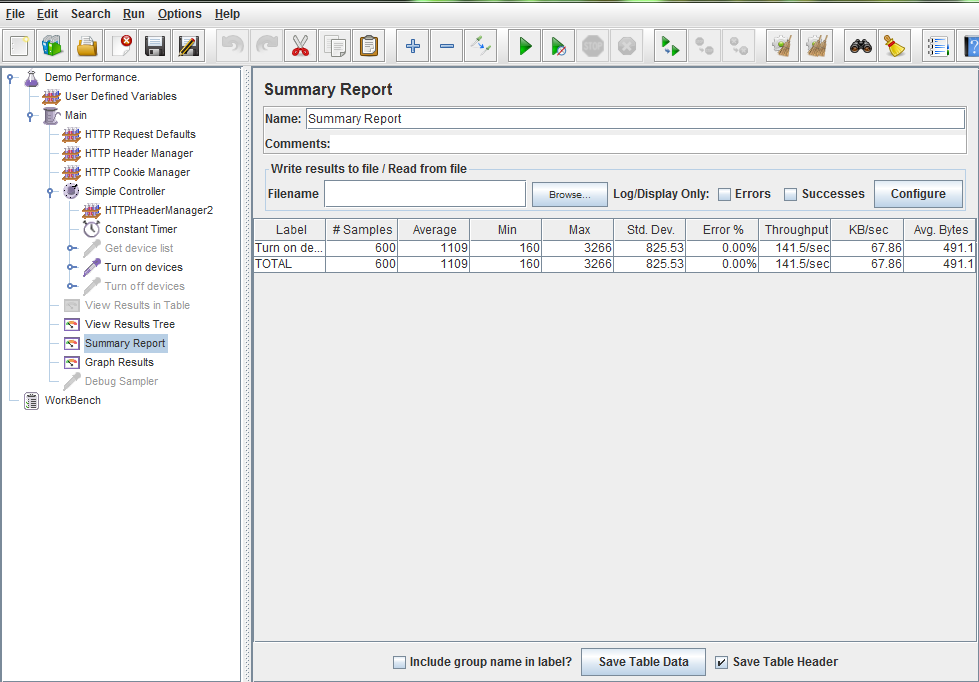 File Edit Search Run Options Help
Demo Performance.
User Defined Variables
Main
HTTP Request Defaults
HTTP Header Manager
HTTP Cookie Manager
Simple Controller
HTTPHeaderManager2
Constant Timer
Get device list
Turn on devices
Turn off devices
View Results in Table
View Results Tree
Summary Report
Graph Results
Debug Sampler
WorkBench
Summary Report
Name: Summary Report
Comments:
Write results to file / Read from file
Filename Browse... Log/Display Only: Errors Successes Configure
Label # Samples Average Min Max Std. Dev. Error % Throughput KB/sec Avg. Bytes
Turn on de... 600 1109 160 3266 825.53 0.00% 141.5/sec 67.86 491.1
TOTAL 600 1109 160 3266 825.53 0.00% 141.5/sec 67.86 491.1
Include group name in label? Save Table Data Save Table Header